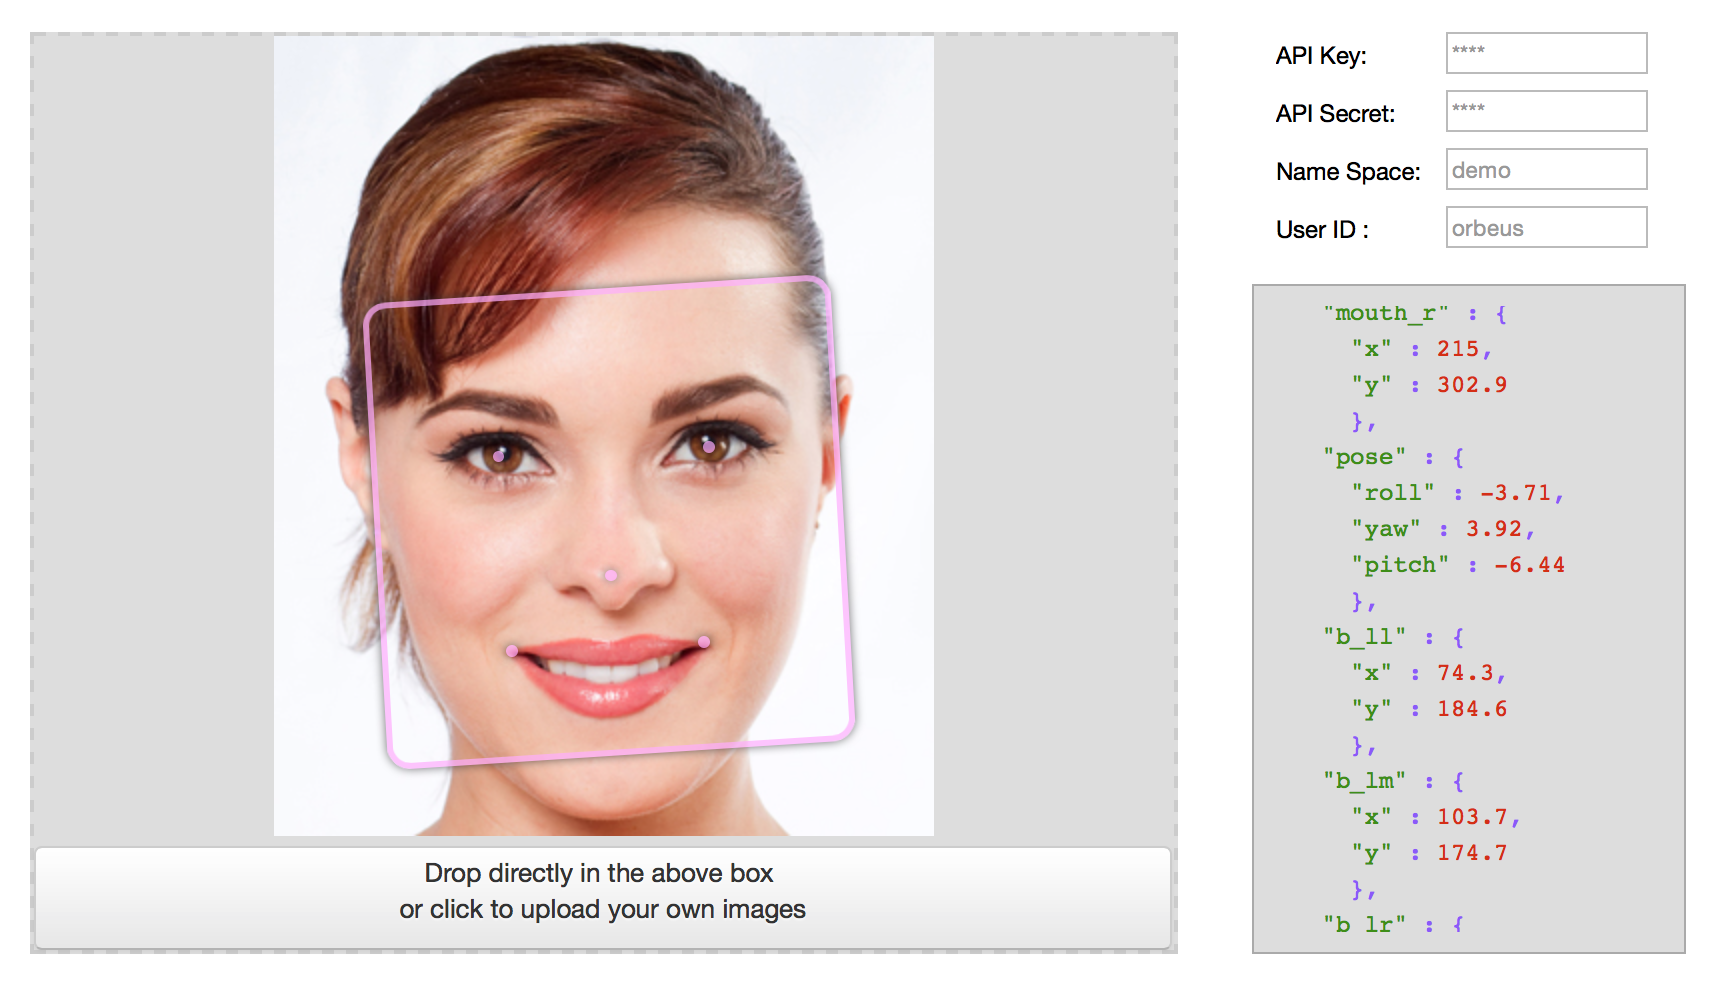 API Key: ****
API Secret: ****
Name Space: demo
User ID : orbeus
"mouth_r" : {
"x" : 215,
"y" : 302.9
},
"pose" : {
"roll" : -3.71,
"yaw" : 3.92,
"pitch" : -6.44
},
"b_ll" : {
"x" : 74.3,
"y" : 184.6
},
"b_lm" : {
"x" : 103.7,
"y" : 174.7
},
"b lr" : {
Drop directly in the above box
or click to upload your own images